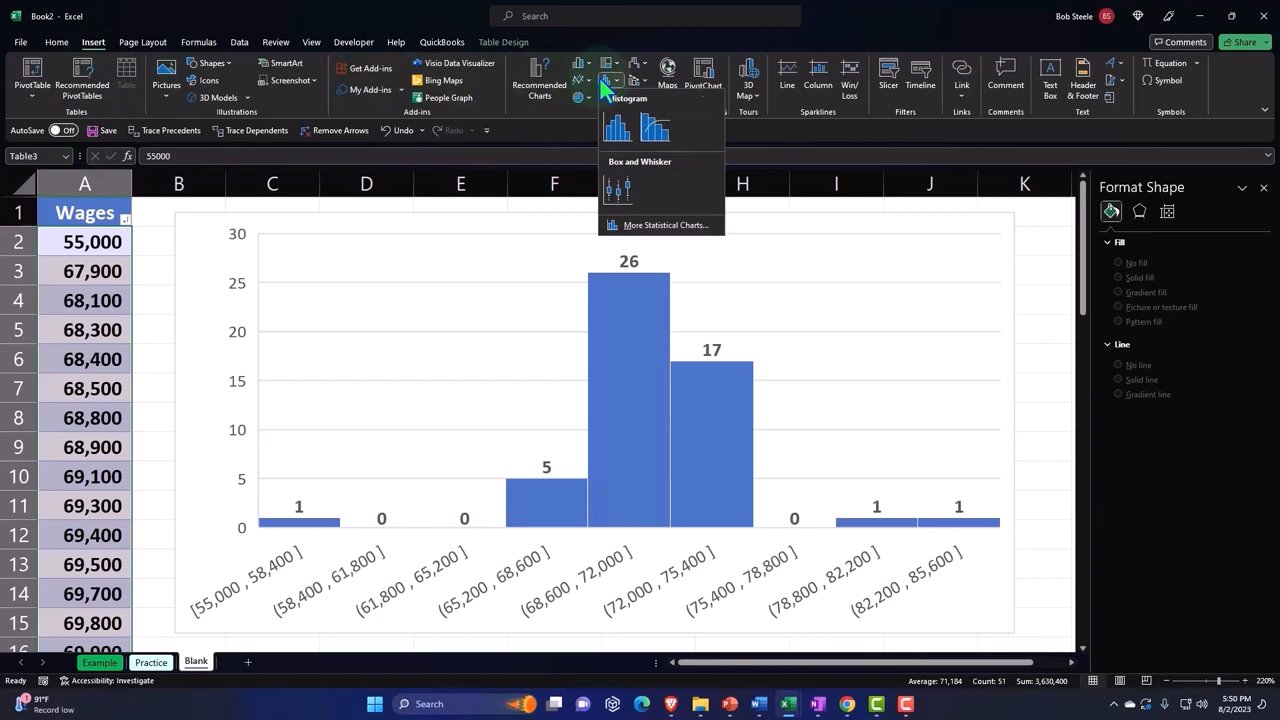 Book2 - Excel
Search
Bob Steele BS
File Home Insert Page Layout Formulas Data Review View Developer Help QuickBooks Table Design
Comments Share
PivotTable
Recommended PivotTables
Table
Tables
Pictures
Shapes
Icons
3D Models
SmartArt
Screenshot
Illustrations
Get Add-ins
My Add-ins
Visio Data Visualizer
Bing Maps
People Graph
Add-ins
Recommended Charts
Maps
PivotChart
3D Map
Tours
Line
Column
Win/Loss
Sparklines
Slicer
Timeline
Filters
Link
Links
Comment
Comments
Text
Equation
Symbol
Symbols
Histogram
Box and Whisker
More Statistical Charts...
AutoSave Off Save Trace Precedents Trace Dependents Remove Arrows Undo Redo
Table3 fx 55000
A B C D E F H I J K
1 Wages
2 55,000
3 67,900
4 68,100
5 68,300
6 68,400
7 68,500
8 68,800
9 68,900
10 69,100
11 69,300
12 69,400
13 69,500
14 69,700
15 69,800
16 69,900
30
25
20
15
10
5
0
1 0 0 5 26 17 0 1 1
[55,000 , 58,400 ]
(58,400 , 61,800 ]
(61,800 , 65,200 ]
(65,200 , 68,600 ]
(68,600 , 72,000 ]
(72,000 , 75,400 ]
(75,400 , 78,800 ]
(78,800 , 82,200 ]
(82,200 , 85,600 ]
Format Shape
Fill
No fill
Solid fill
Gradient fill
Picture or texture fill
Pattern fill
Line
No line
Solid line
Gradient line
Example Practice Blank
Ready Accessibility: Investigate
Average: 71,184 Count: 51 Sum: 3,630,400
220%
91°F
Record low
Search
5:50 PM
8/2/2023